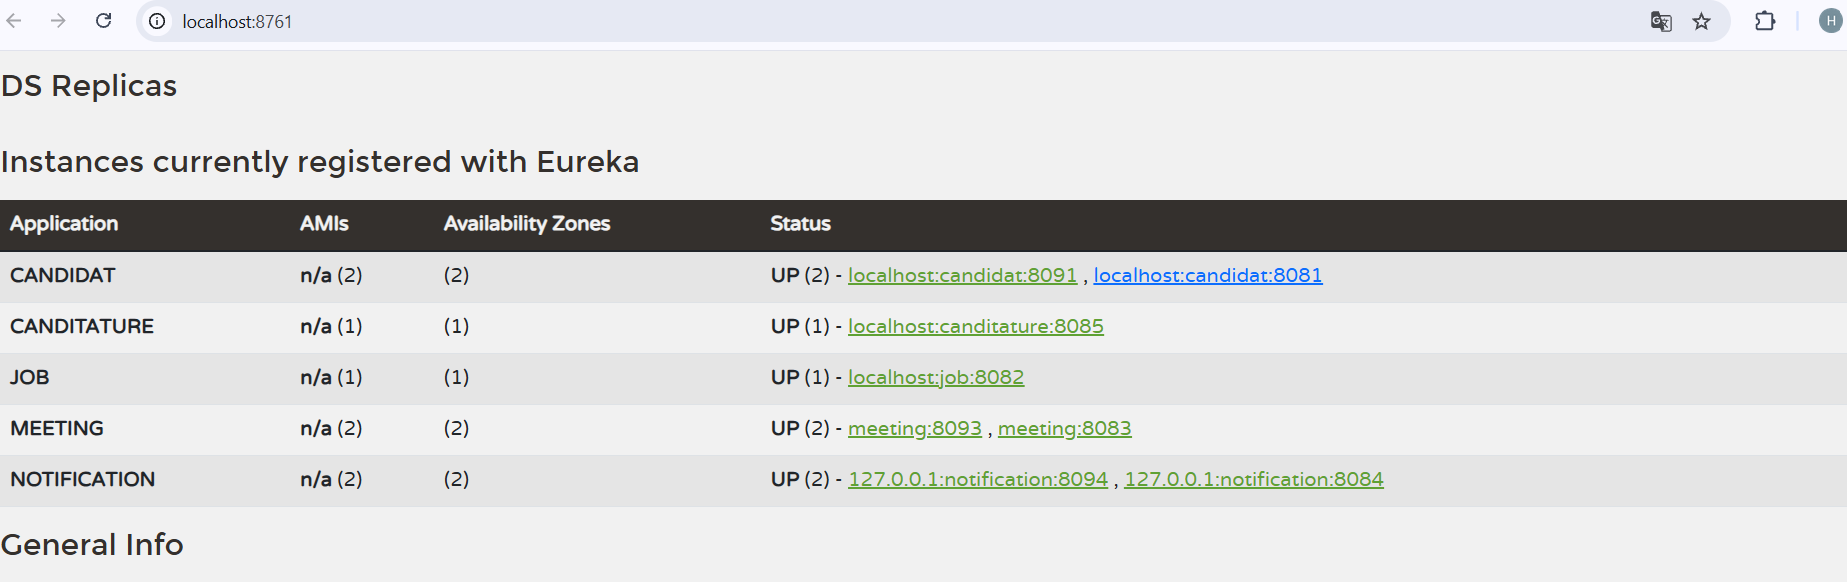 localhost:8761
H
DS Replicas
Instances currently registered with Eureka
Application AMIs Availability Zones Status
CANDIDAT n/a (2) (2) UP (2) - localhost:candidat:8091 , localhost:candidat:8081
CANDITATURE n/a (1) (1) UP (1) - localhost:canditature:8085
JOB n/a (1) (1) UP (1) - localhost:job:8082
MEETING n/a (2) (2) UP (2) - meeting:8093 , meeting:8083
NOTIFICATION n/a (2) (2) UP (2) - 127.0.0.1:notification:8094 , 127.0.0.1:notification:8084
General Info